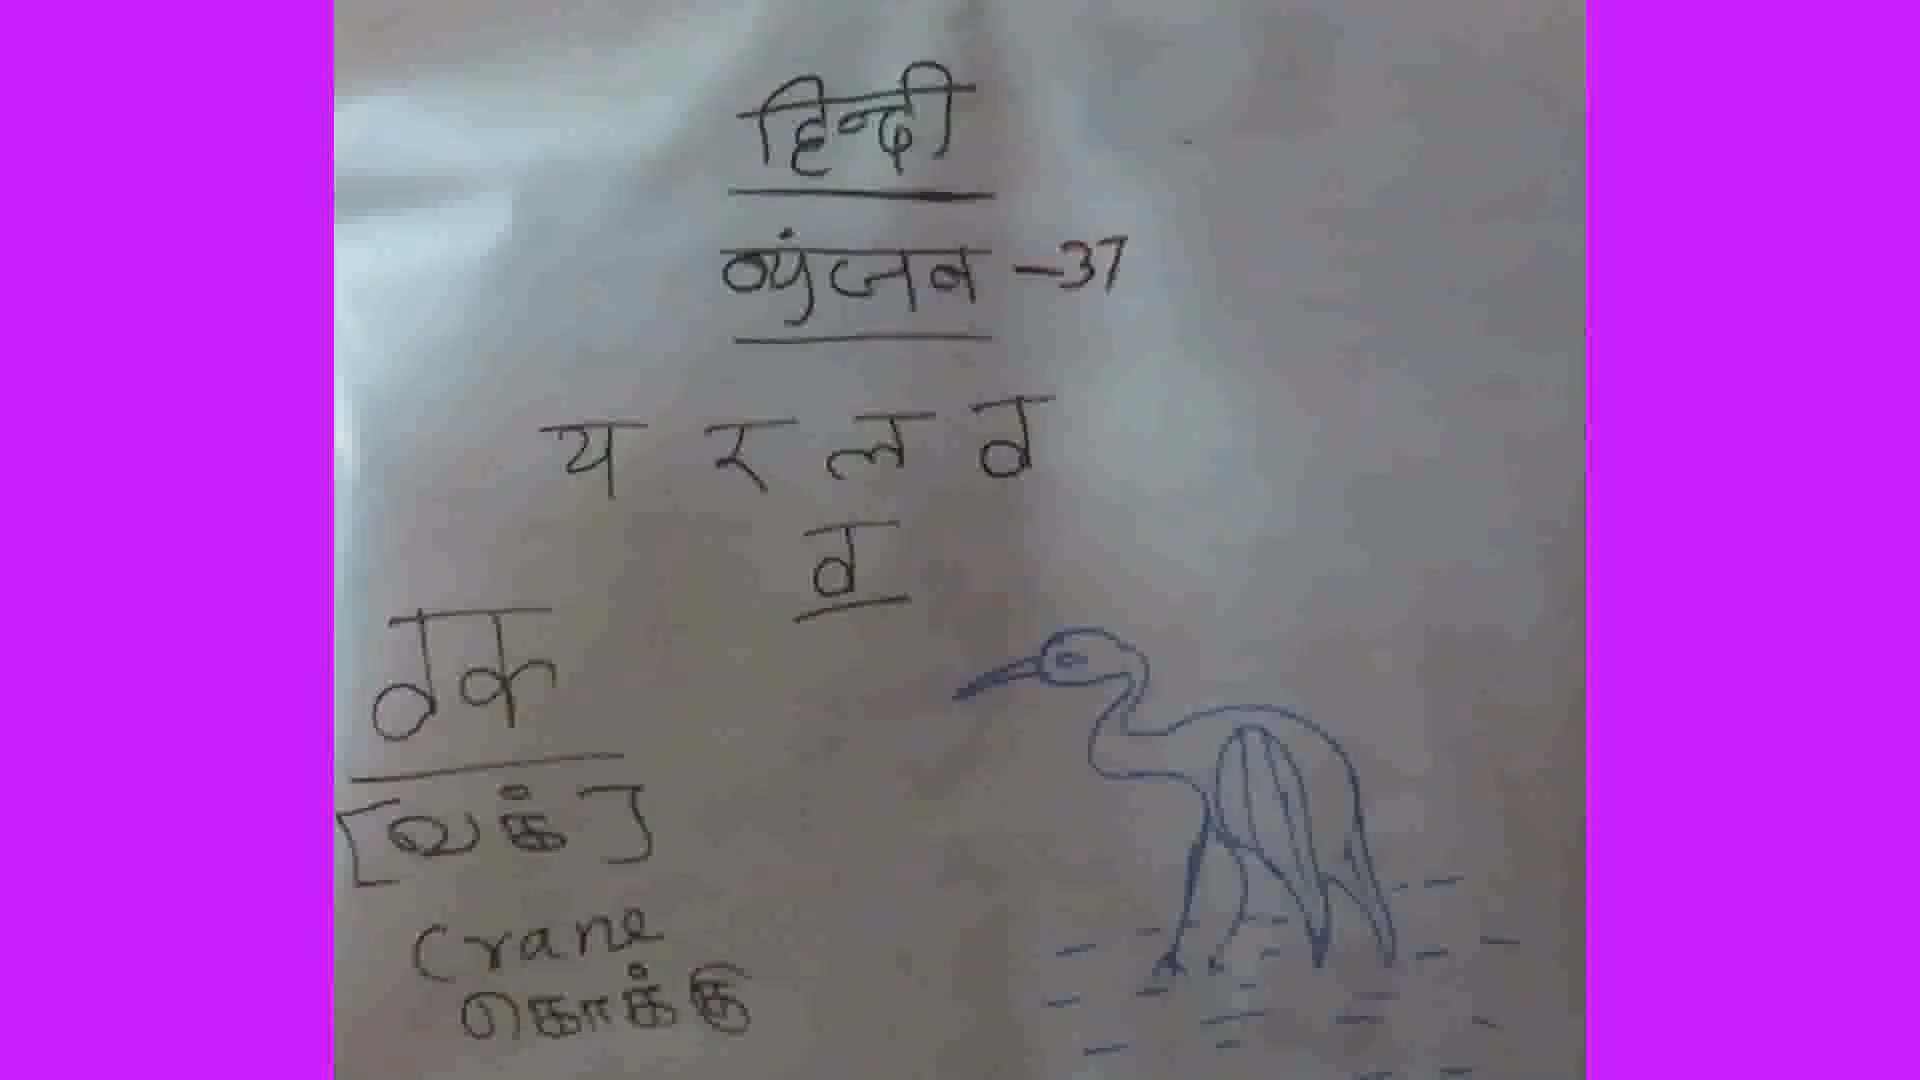 हिन्दी
व्यंजन -37
य र ल व
व
वक
[வக்]
Crane
கொக்கு